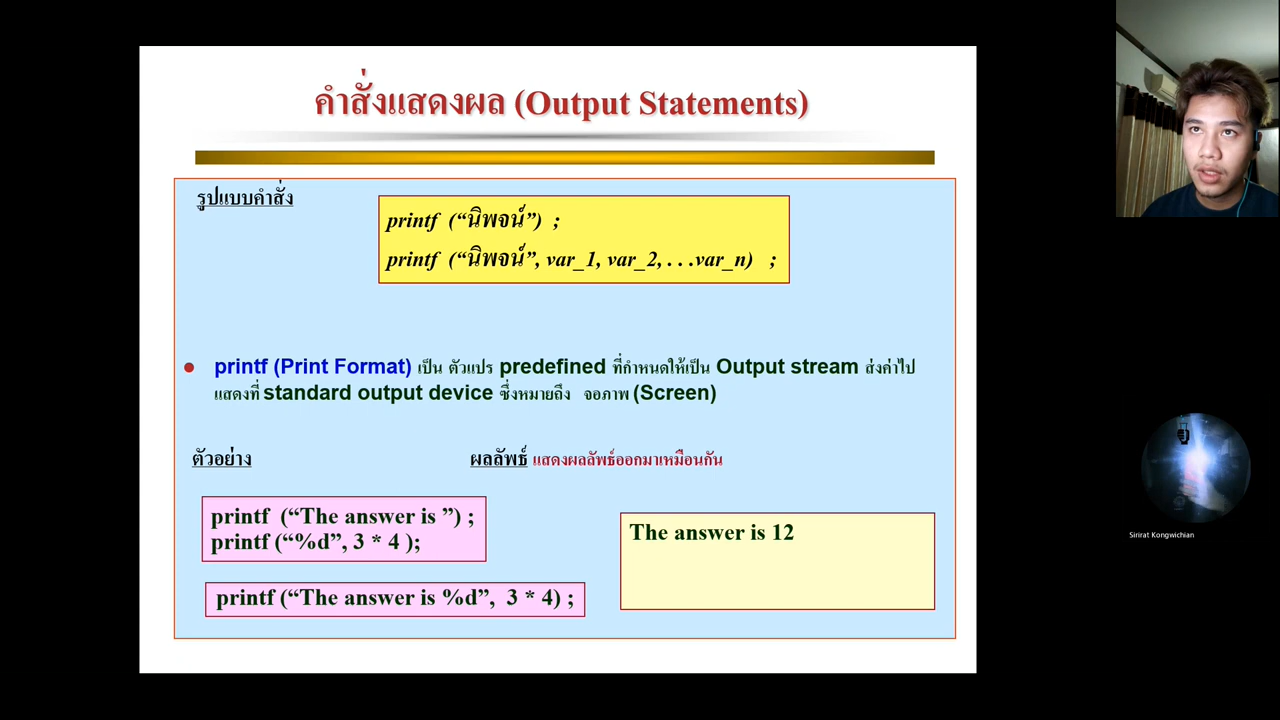 คำสั่งแสดงผล (Output Statements)
รูปแบบคำสั่ง
printf (“นิพจน์”) ;
printf (“นิพจน์”, var_1, var_2, . . .var_n) ;
printf (Print Format) เป็น ตัวแปร predefined ที่กำหนดให้เป็น Output stream ส่งค่าไป
แสดงที่ standard output device ซึ่งหมายถึง จอภาพ (Screen)
ตัวอย่าง
ผลลัพธ์ แสดงผลลัพธ์ออกมาเหมือนกัน
printf (“The answer is ”) ;
printf (“%d”, 3 * 4 );
The answer is 12
printf (“The answer is %d”, 3 * 4) ;
Sirirat Kongwichian